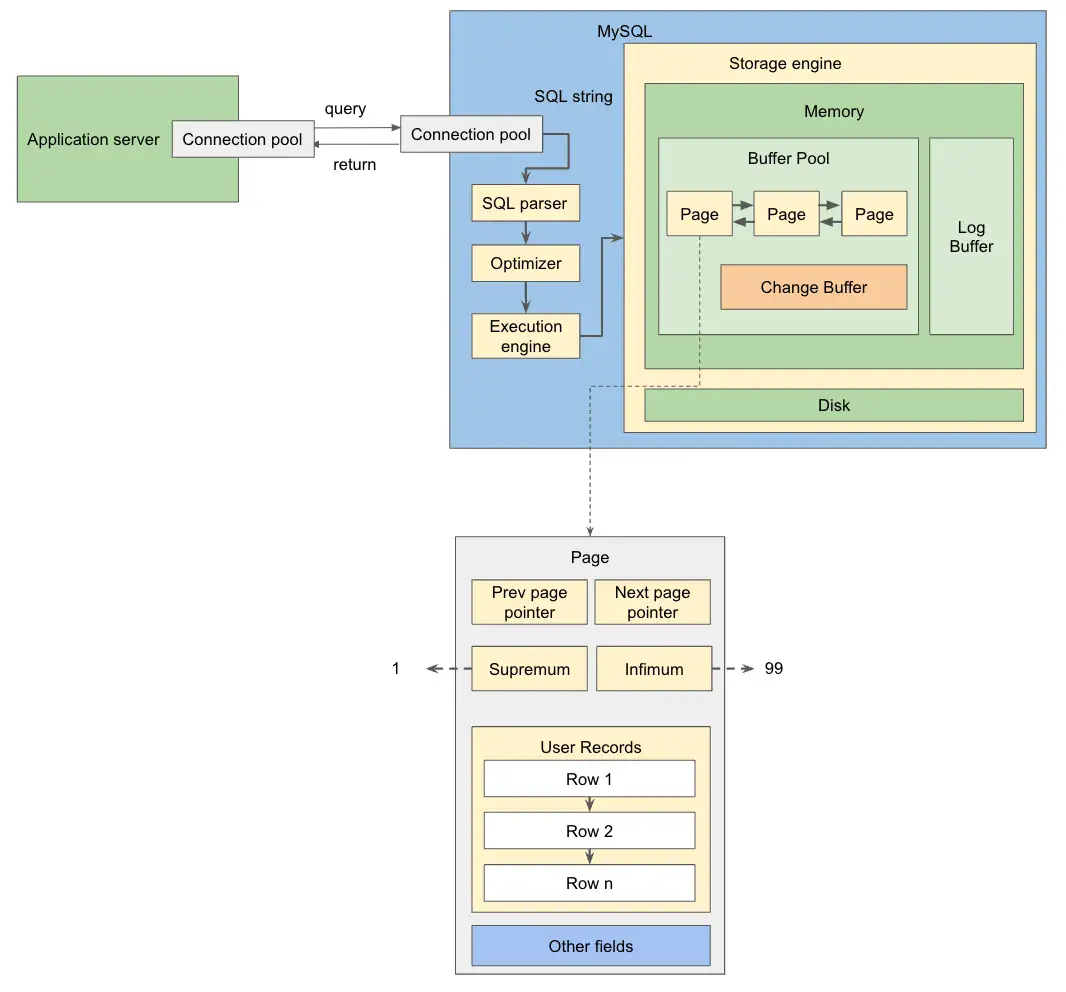 MySQL
Storage engine
SQL string
query
Memory
Application server
Connection pool
Connection pool
return
Buffer Pool
SQL parser
Page
Page
Page
Log
Buffer
Optimizer
Change Buffer
Execution
engine
Disk
Page
Prev page
pointer
Next page
pointer
1
Supremum
Infimum
99
User Records
Row 1
Row 2
Row n
Other fields